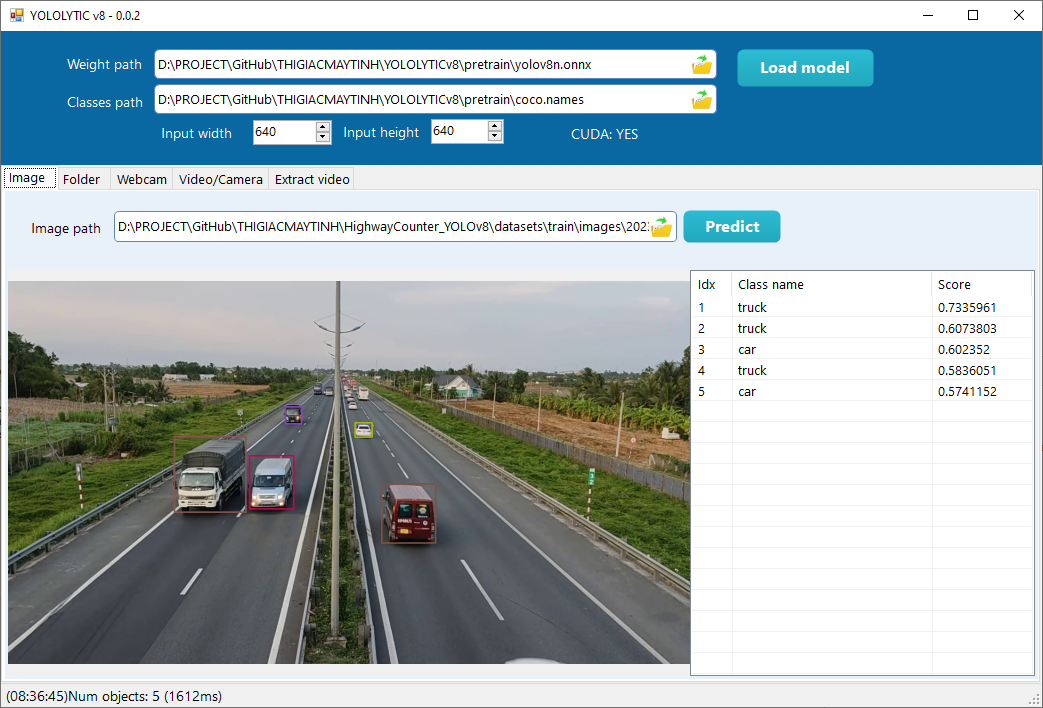 YOLOLYTIC v8 - 0.0.2
Weight path D:\PROJECT\GitHub\THIGIACMAYTINH\YOLOLYTICv8\pretrain\yolov8n.onnx Load model
Classes path D:\PROJECT\GitHub\THIGIACMAYTINH\YOLOLYTICv8\pretrain\coco.names
Input width 640 Input height 640 CUDA: YES
Image Folder Webcam Video/Camera Extract video
Image path D:\PROJECT\GitHub\THIGIACMAYTINH\HighwayCounter_YOLOv8\datasets\train\images\202 Predict
Idx Class name Score
1 truck 0.7335961
2 truck 0.6073803
3 car 0.602352
4 truck 0.5836051
5 car 0.5741152
(08:36:45)Num objects: 5 (1612ms)